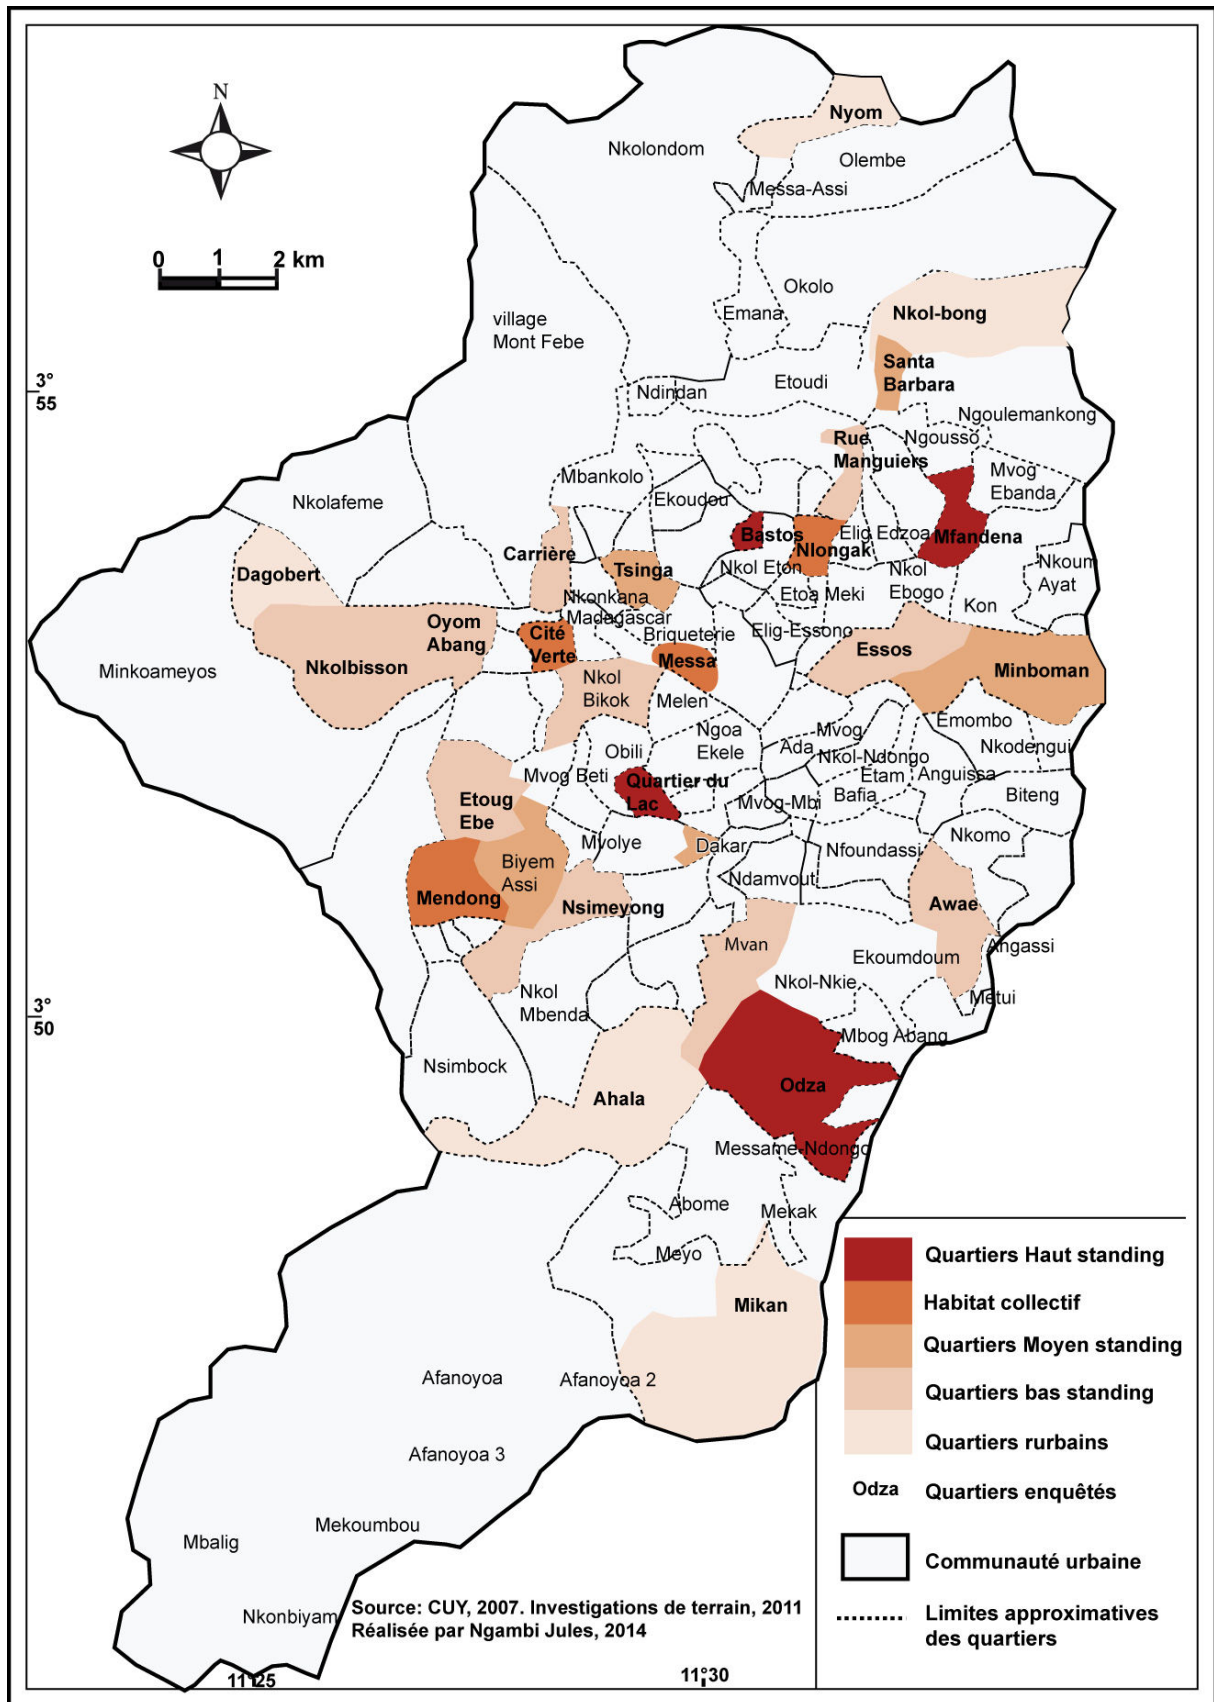 N
Nyom
Nkolondom
Olembe
Messa-Assi
0 1 2 km
Okolo
Emana
Nkol-bong
village
Mont Febe
Santa
Barbara
3°
55
Etoudi
Ndindan
Ngoulemankong
Rue
Manguiers
Ngousso
Mvog
Ebanda
Mbankolo
Nkolafeme
Ekoudou
Bastos
Nlongak
Elig Edzoa
Mfandena
Carrière
Tsinga
Nkol Eton
Nkol
Ebogo
Nkoum
Ayat
Dagobert
Nkonkana
Etoa Meki
Kon
Madagascar
Oyom
Abang
Cité
Verte
Briqueterie
Elig-Essono
Essos
Messa
Minkoameyos
Nkolbisson
Nkol
Bikok
Minboman
Melen
Ngoa
Ekele
Mvog
Ada
Emombo
Nkodengui
Obili
Nkol-Ndongo
Etam
Anguissa
Mvog Beti
Quartier du
Lac
Bafia
Biteng
Mvog-Mbi
Etoug
Ebe
Nkomo
Mvolye
Dakar
Nfoundassi
Biyem
Assi
Ndamvout
Mendong
Nsimeyong
Awae
Mvan
Angassi
Ekoumdoum
Nkol-Nkie
Metui
Nkol
Mbenda
3°
50
Mbog Abang
Nsimbock
Odza
Ahala
Messame-Ndongo
Abome
Mekak
Meyo
Mikan
Afanyoa
Afanyoa 2
Afanoyoa 3
Mekoumbou
Mbalig
Nkonbiyam
Quartiers Haut standing
Habitat collectif
Quartiers Moyen standing
Quartiers bas standing
Quartiers rurbains
Odza Quartiers enquêtés
Communauté urbaine
Limites approximatives
des quartiers
Source: CUY, 2007. Investigations de terrain, 2011
Réalisée par Ngambi Jules, 2014
11°25
11°30